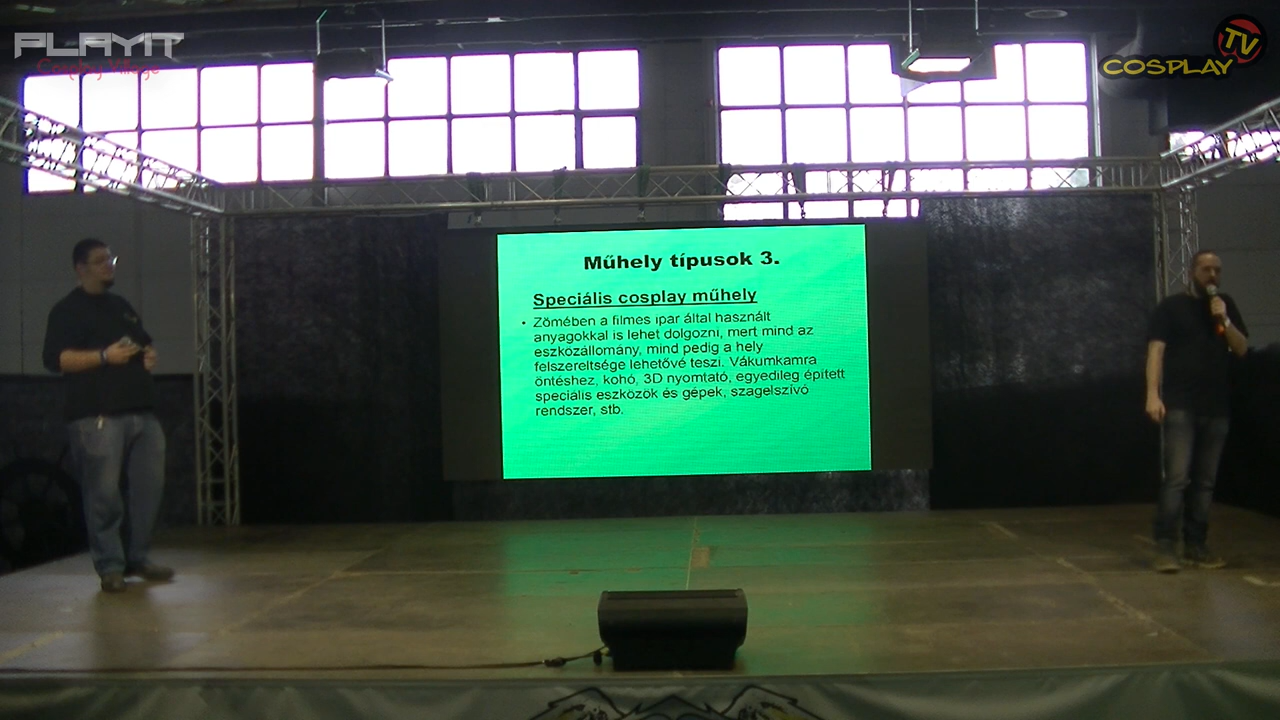 PLAYIT
Cosplay Village
TV
COSPLAY
Műhely típusok 3.
Speciális cosplay műhely
• Zömében a filmes ipar által használt
anyagokkal is lehet dolgozni, mert mind az
eszközállomány, mind pedig a hely
felszereltsége lehetővé teszi. Vákumkamra
öntéshez, kohó, 3D nyomtató, egyedileg épített
speciális eszközök és gépek, szagelszívó
rendszer, stb.